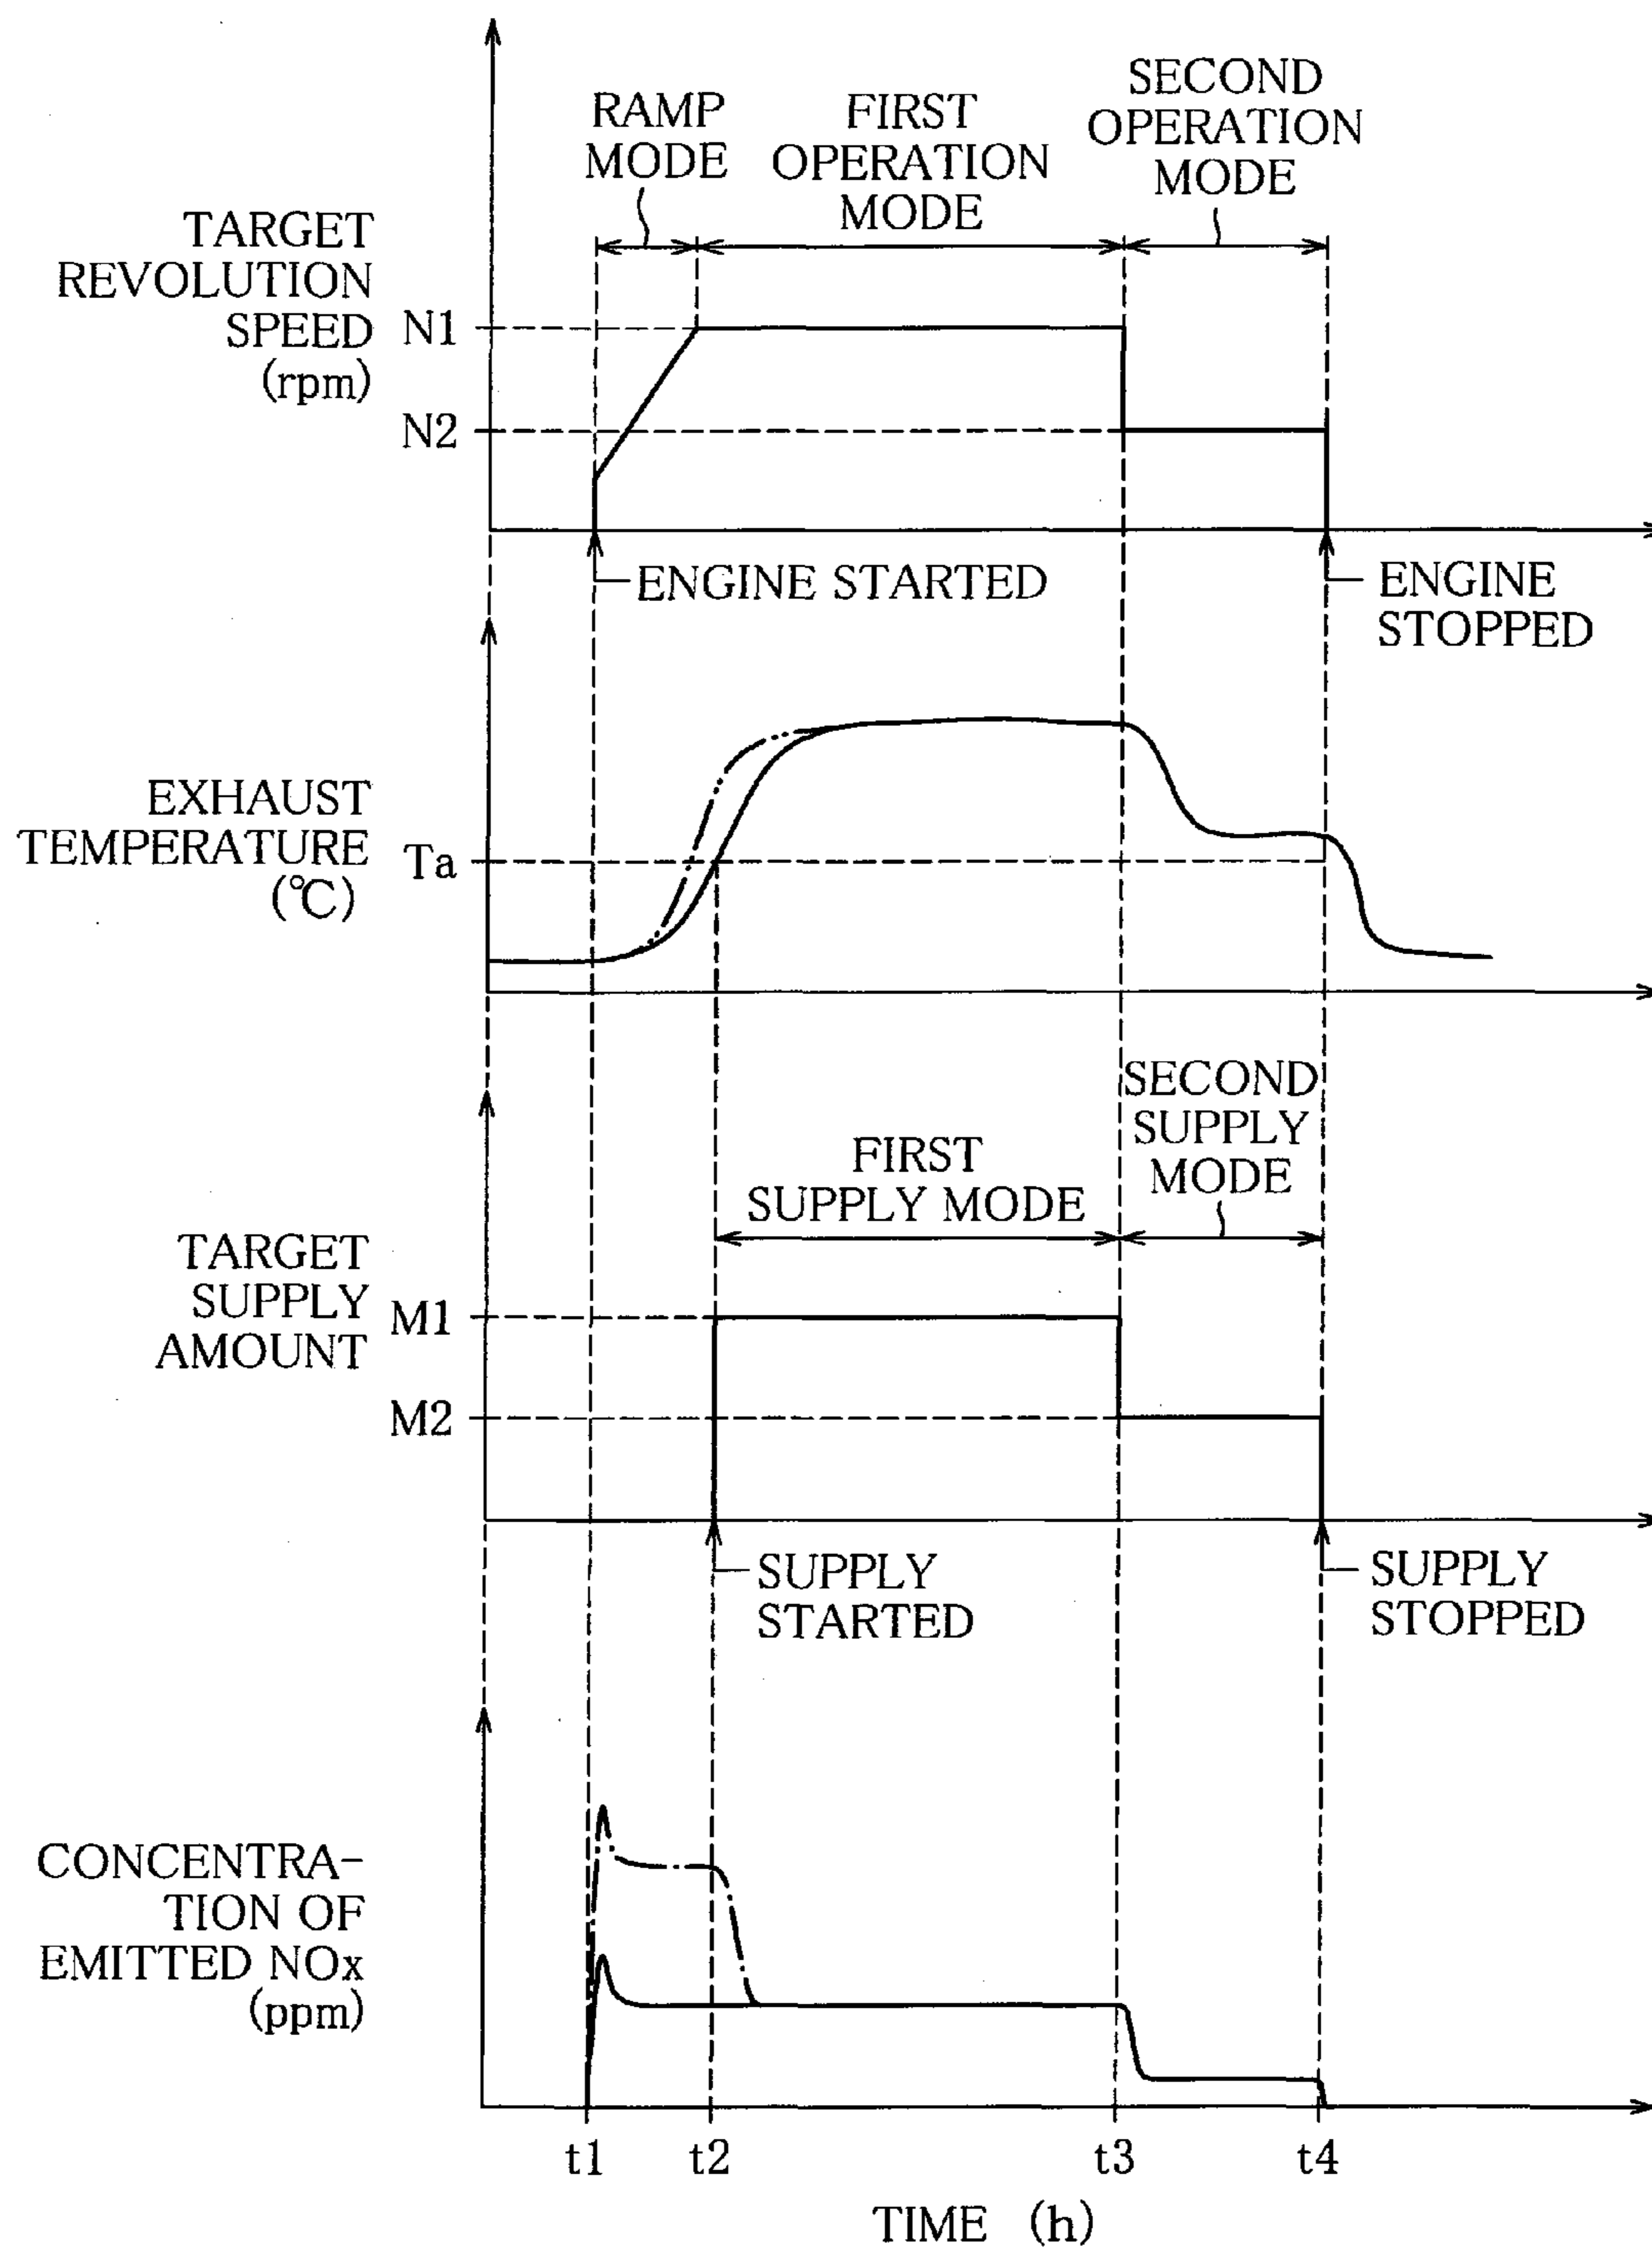 RAMP
MODE
FIRST
OPERATION
MODE
SECOND
OPERATION
MODE
TARGET
REVOLUTION
SPEED
(rpm)
N1
N2
ENGINE STARTED
ENGINE
STOPPED
EXHAUST
TEMPERATURE
(℃)
Ta
FIRST
SUPPLY MODE
SECOND
SUPPLY
MODE
TARGET
SUPPLY
AMOUNT
M1
M2
SUPPLY
STARTED
SUPPLY
STOPPED
CONCENTRA-
TION OF
EMITTED NOx
(ppm)
t1 t2 t3 t4
TIME (h)